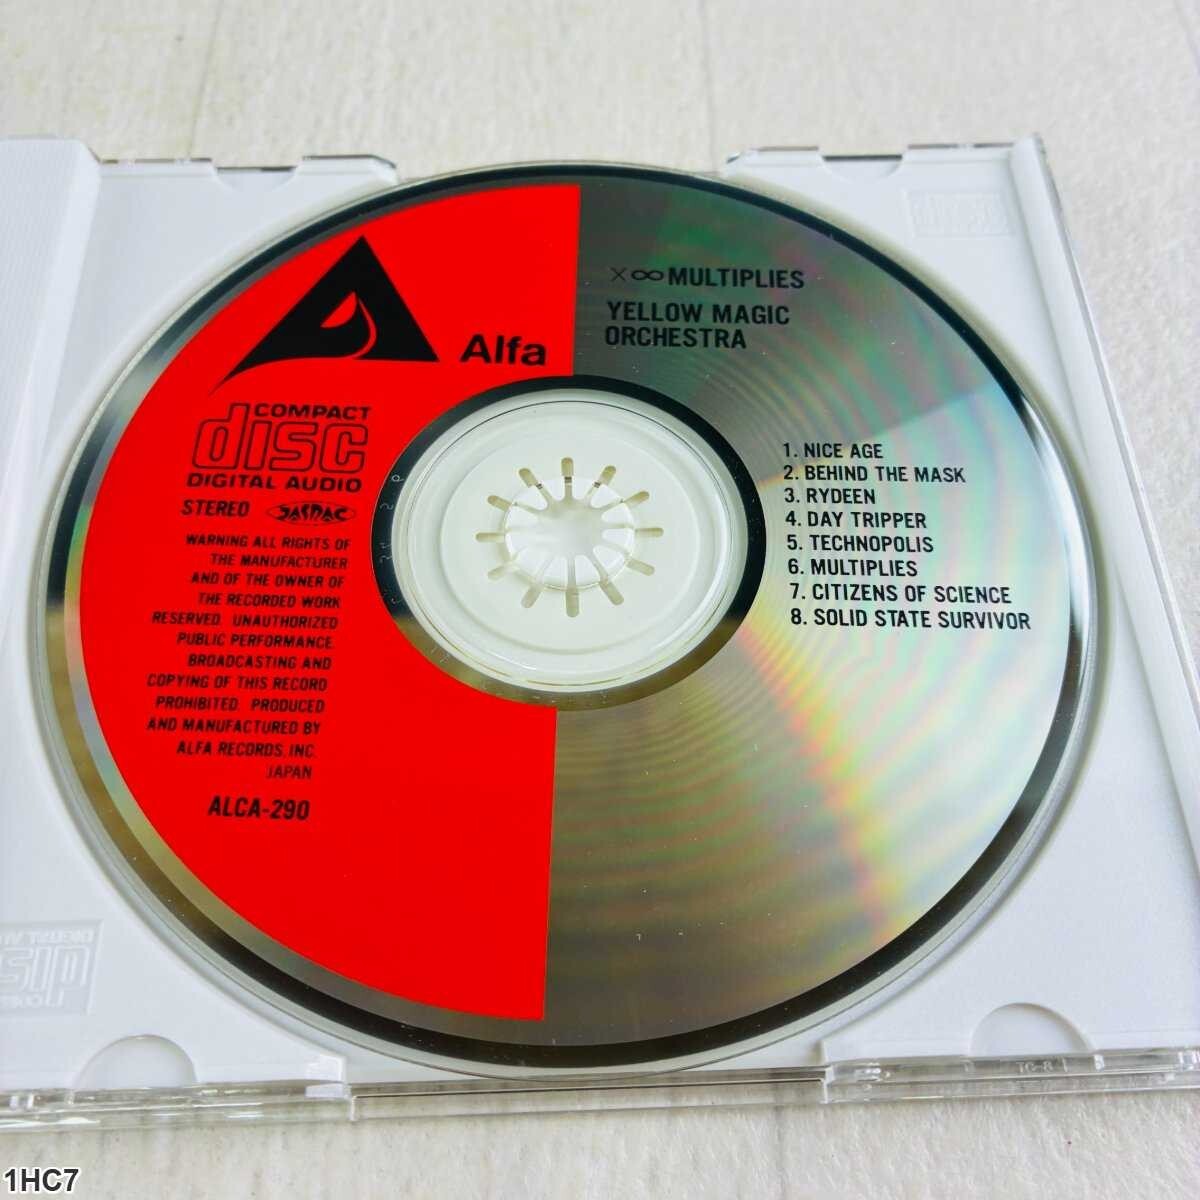 ×∞MULTIPLIES
YELLOW MAGIC
ORCHESTRA
Alfa
COMPACT
disc
DIGITAL AUDIO
STEREO JASRAC
WARNING ALL RIGHTS OF
THE MANUFACTURER
AND OF THE OWNER OF
THE RECORDED WORK
RESERVED. UNAUTHORIZED
PUBLIC PERFORMANCE.
BROADCASTING AND
COPYING OF THIS RECORD
PROHIBITED. PRODUCED
AND MANUFACTURED BY
ALFA RECORDS, INC.
JAPAN
ALCA-290
1. NICE AGE
2. BEHIND THE MASK
3. RYDEEN
4. DAY TRIPPER
5. TECHNOPOLIS
6. MULTIPLIES
7. CITIZENS OF SCIENCE
8. SOLID STATE SURVIVOR
1HC7